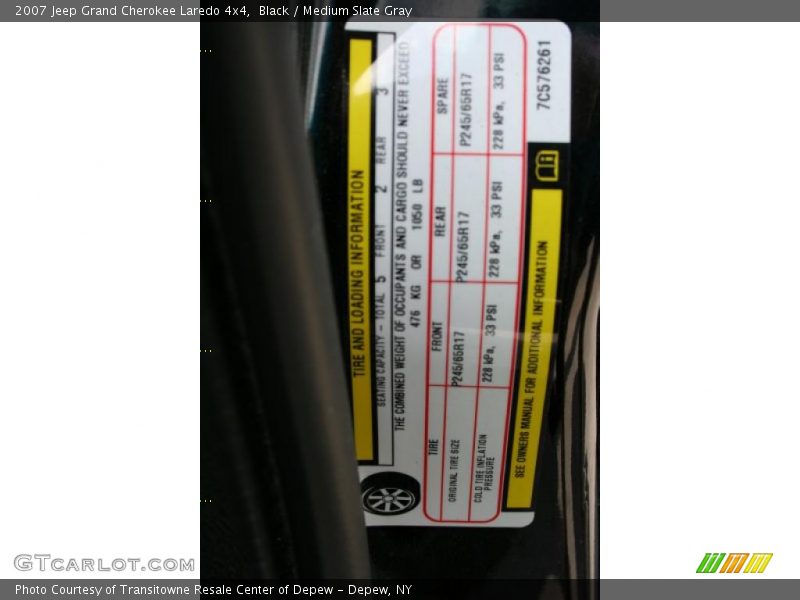 2007 Jeep Grand Cherokee Laredo 4x4,  Black / Medium Slate Gray
TIRE AND LOADING INFORMATION
SEATING CAPACITY - TOTAL 5 FRONT 2 REAR 3
THE COMBINED WEIGHT OF OCCUPANTS AND CARGO SHOULD NEVER EXCEED
476 KG OR 1050 LB
TIRE FRONT REAR SPARE
ORIGINAL TIRE SIZE P245/65R17 P245/65R17 P245/65R17
COLD TIRE INFLATION PRESSURE 228 kPa, 33 PSI 228 kPa, 33 PSI 228 kPa, 33 PSI
SEE OWNERS MANUAL FOR ADDITIONAL INFORMATION
7C576261
GTCARLOT.COM
Photo Courtesy of Transitowne Resale Center of Depew – Depew, NY